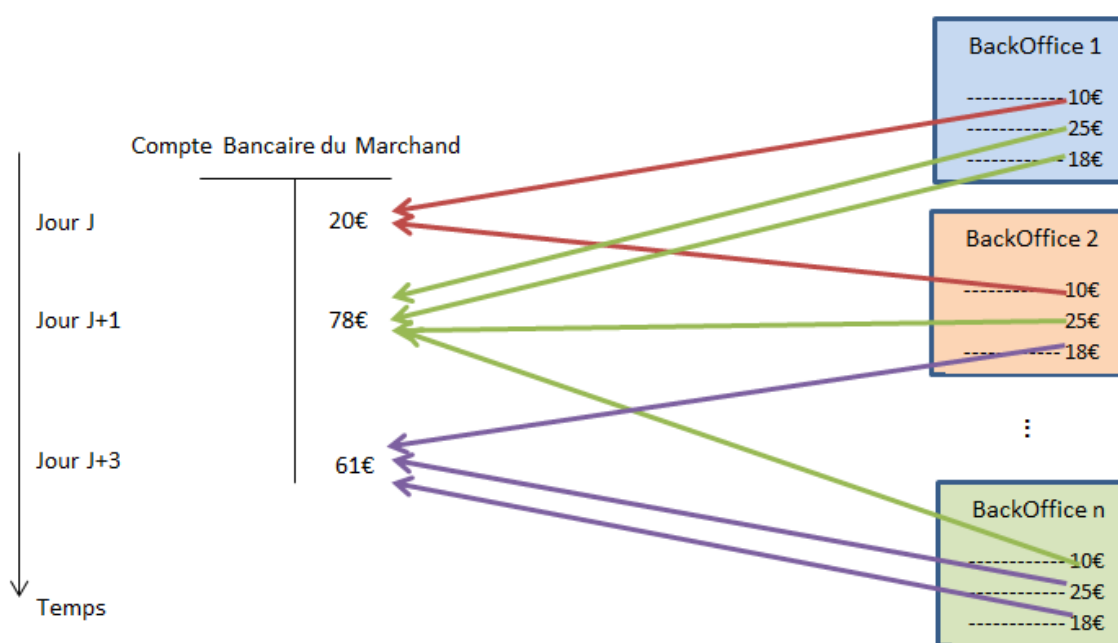 Compte Bancaire du Marchand
Jour J
20€
Jour J+1
78€
Jour J+3
61€
Temps
BackOffice 1
------------- 10€
------------- 25€
------------- 18€
BackOffice 2
------------- 10€
------------- 25€
------------- 18€
...
BackOffice n
------------- 10€
------------- 25€
------------- 18€